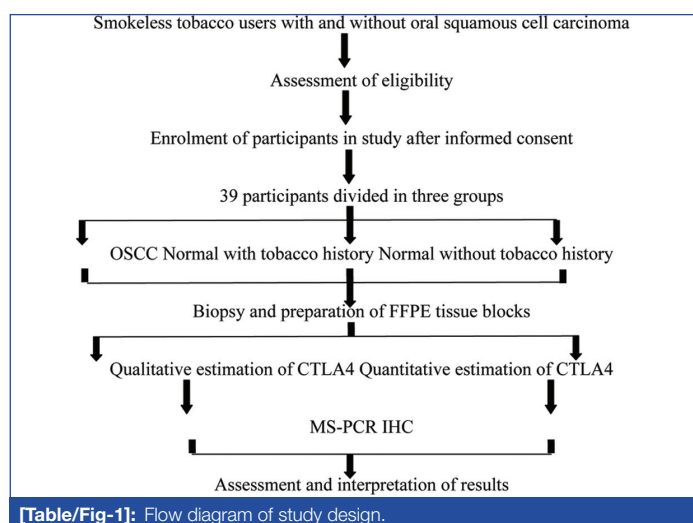 Smokeless tobacco users with and without oral squamous cell carcinoma
Assessment of eligibility
Enrolment of participants in study after informed consent
39 participants divided in three groups
OSCC Normal with tobacco history Normal without tobacco history
Biopsy and preparation of FFPE tissue blocks
Qualitative estimation of CTLA4 Quantitative estimation of CTLA4
MS-PCR IHC
Assessment and interpretation of results
[Table/Fig-1]: Flow diagram of study design.